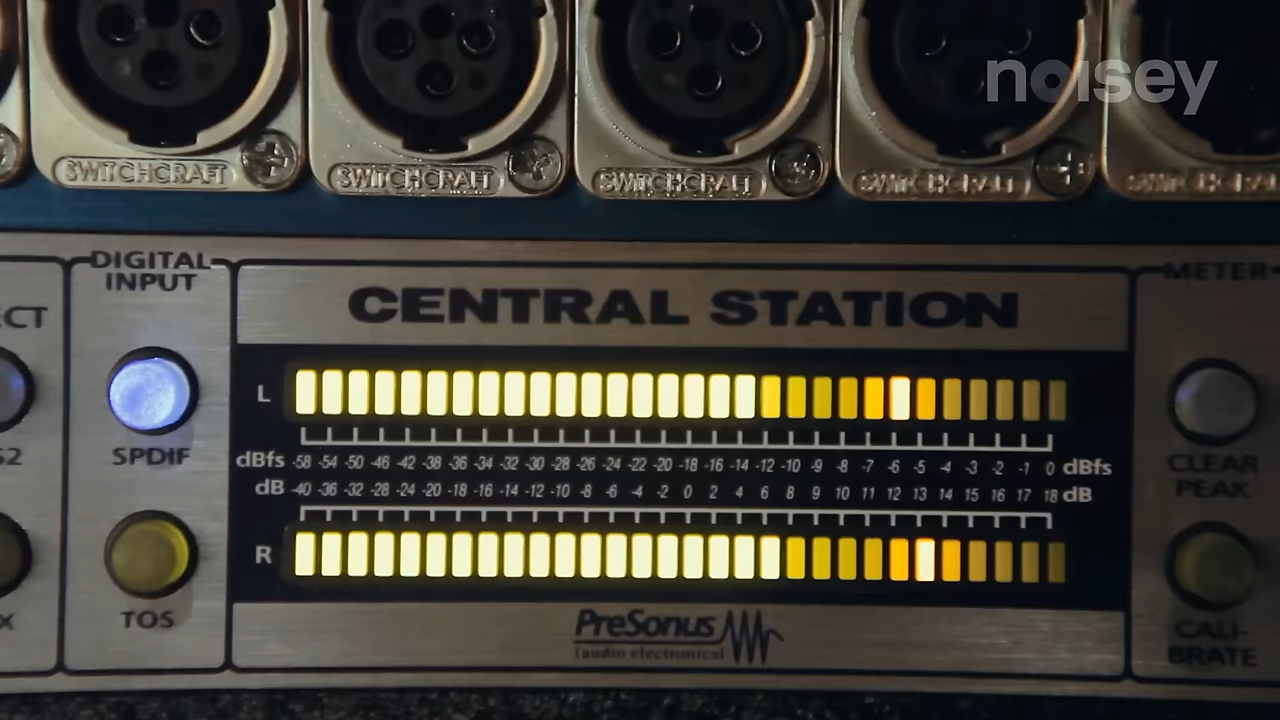 noisey
SWITCHCRAFT SWITCHCRAFT SWITCHCRAFT SWITCHCRAFT
DIGITAL
INPUT
ECT
S2
SPDIF
TOS
X
CENTRAL STATION
L
dBfs -58 -54 -50 -46 -42 -38 -36 -34 -32 -30 -28 -26 -24 -22 -20 -18 -16 -14 -12 -10 -9 -8 -7 -6 -5 -4 -3 -2 -1 0 dBfs
dB -40 -36 -32 -28 -24 -20 -18 -16 -14 -12 -10 -8 -6 -4 -2 0 2 4 6 8 9 10 11 12 13 14 15 16 17 18 dB
R
PreSonus
audio electronics
METER
CLEAR
PEAK
CALI-
BRATE